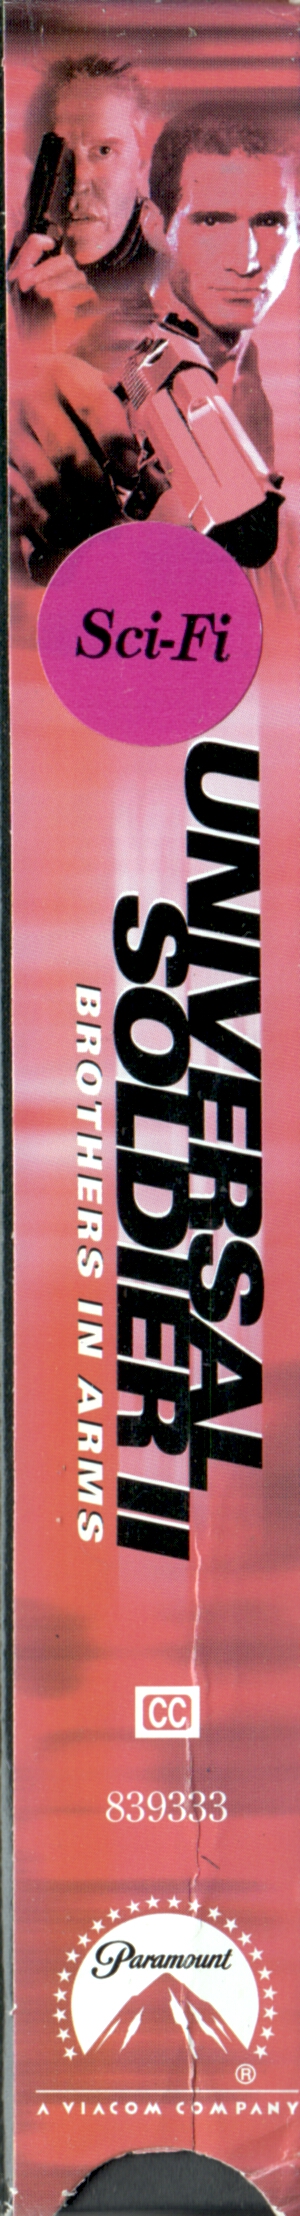 Sci-Fi
UNIVERSAL
SOLDIER II
BROTHERS IN ARMS
CC
839333
Paramount
®
A VIACOM COMPANY